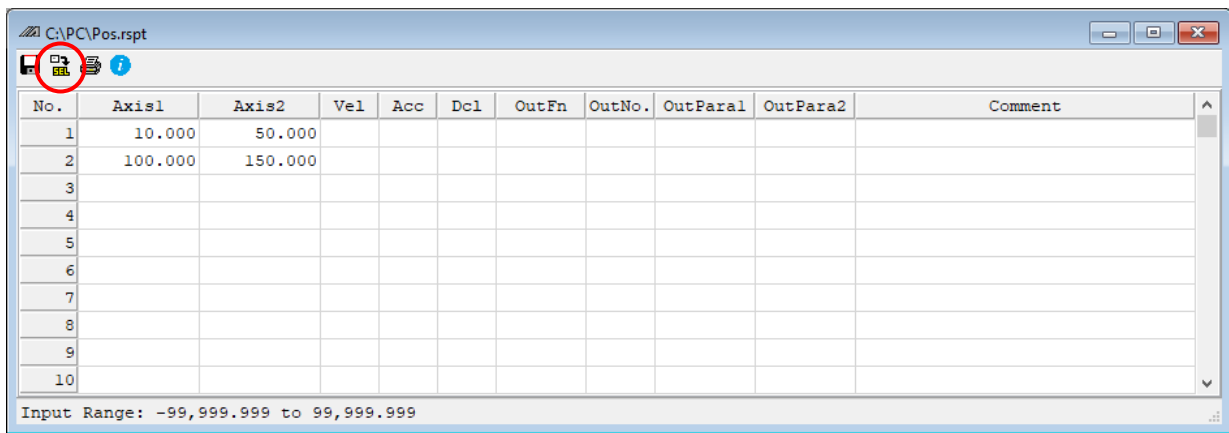 C:\PC\Pos.rspt
SEL
No. Axis1 Axis2 Vel Acc Dcl OutFn OutNo. OutPara1 OutPara2 Comment
1 10.000 50.000
2 100.000 150.000
3
4
5
6
7
8
9
10
Input Range: -99,999.999 to 99,999.999